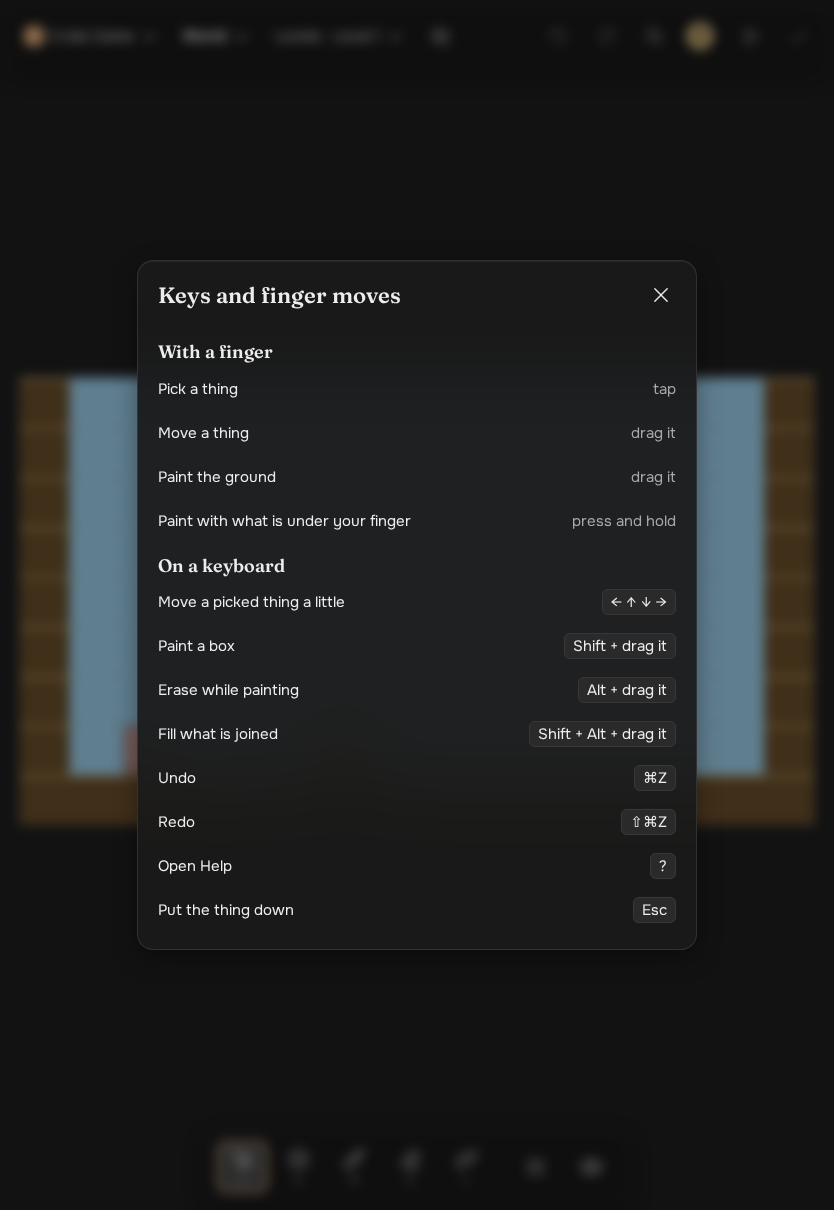 Keys and finger moves
With a finger
Pick a thing tap
Move a thing drag it
Paint the ground drag it
Paint with what is under your finger press and hold
On a keyboard
Move a picked thing a little ← ↑ ↓ →
Paint a box Shift + drag it
Erase while painting Alt + drag it
Fill what is joined Shift + Alt + drag it
Undo ⌘Z
Redo ⇧⌘Z
Open Help ?
Put the thing down Esc